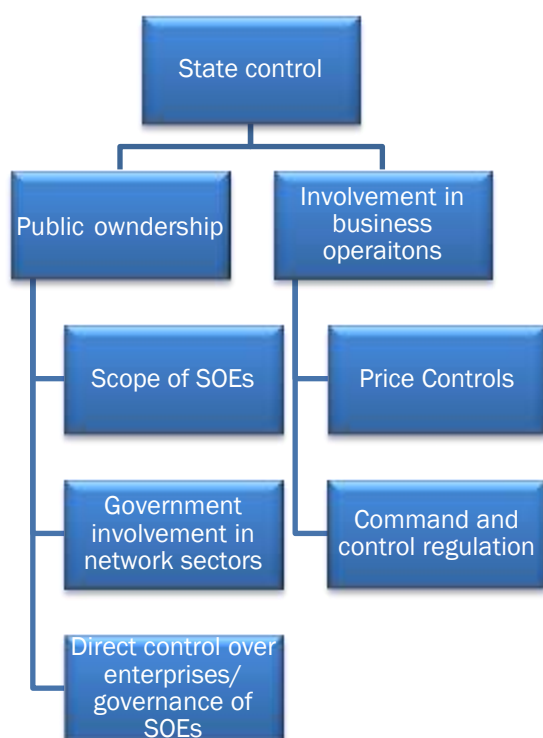 State control
Public owndership
Involvement in
business
operaitons
Scope of SOEs
Price Controls
Government
involvement in
network sectors
Command and
control regulation
Direct control over
enterprises/
governance of
SOEs